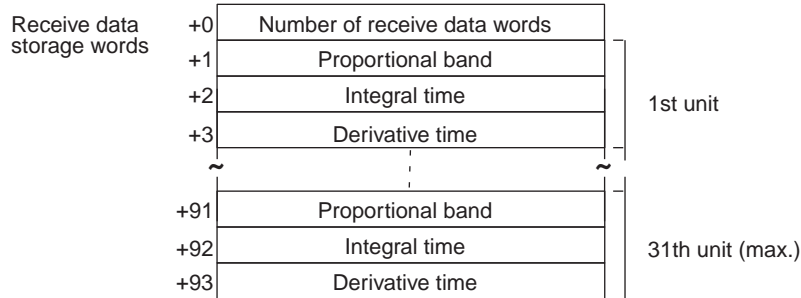 Receive data
storage words
+0 Number of receive data words
+1 Proportional band
+2 Integral time
+3 Derivative time
1st unit
+91 Proportional band
+92 Integral time
+93 Derivative time
31th unit (max.)